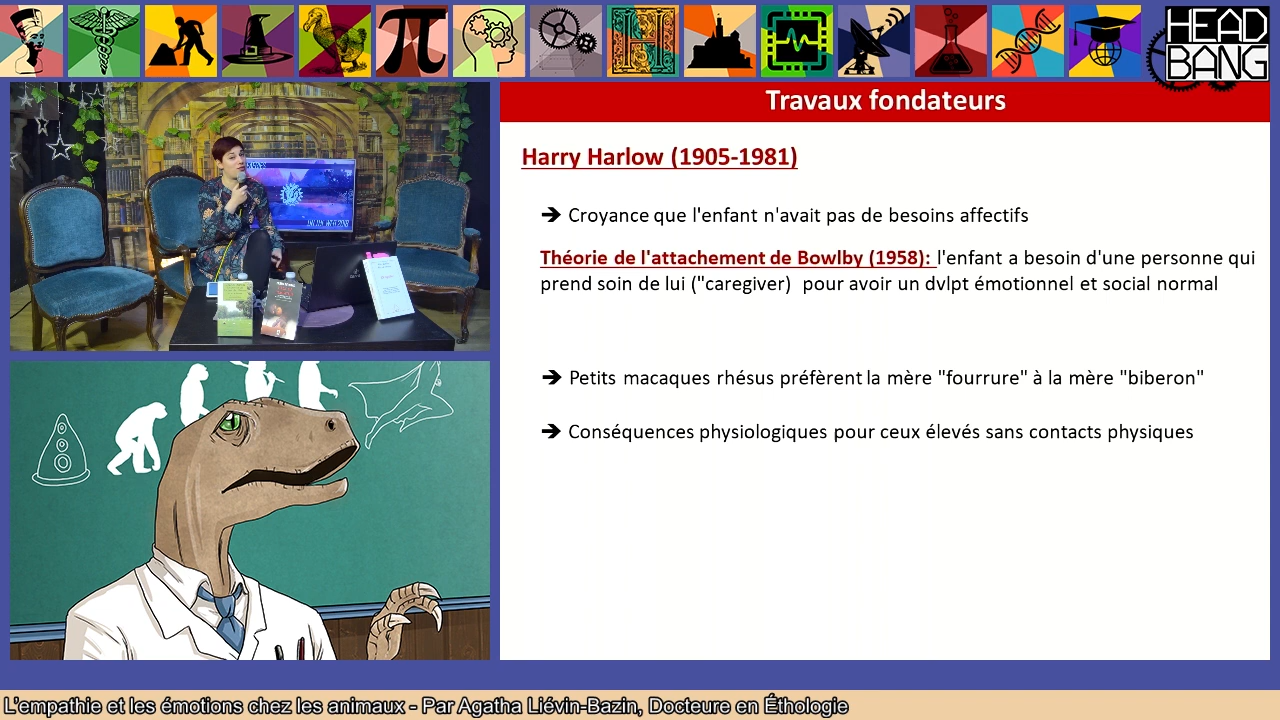 HEAD
BANG
Travaux fondateurs
Harry Harlow (1905-1981)
➔ Croyance que l'enfant n'avait pas de besoins affectifs
Théorie de l'attachement de Bowlby (1958): l'enfant a besoin d'une personne qui
prend soin de lui ("caregiver) pour avoir un dvlpt émotionnel et social normal
➔ Petits macaques rhésus préfèrent la mère "fourrure" à la mère "biberon"
➔ Conséquences physiologiques pour ceux élevés sans contacts physiques
L'empathie et les émotions chez les animaux - Par Agatha Liévin-Bazin, Docteure en Éthologie